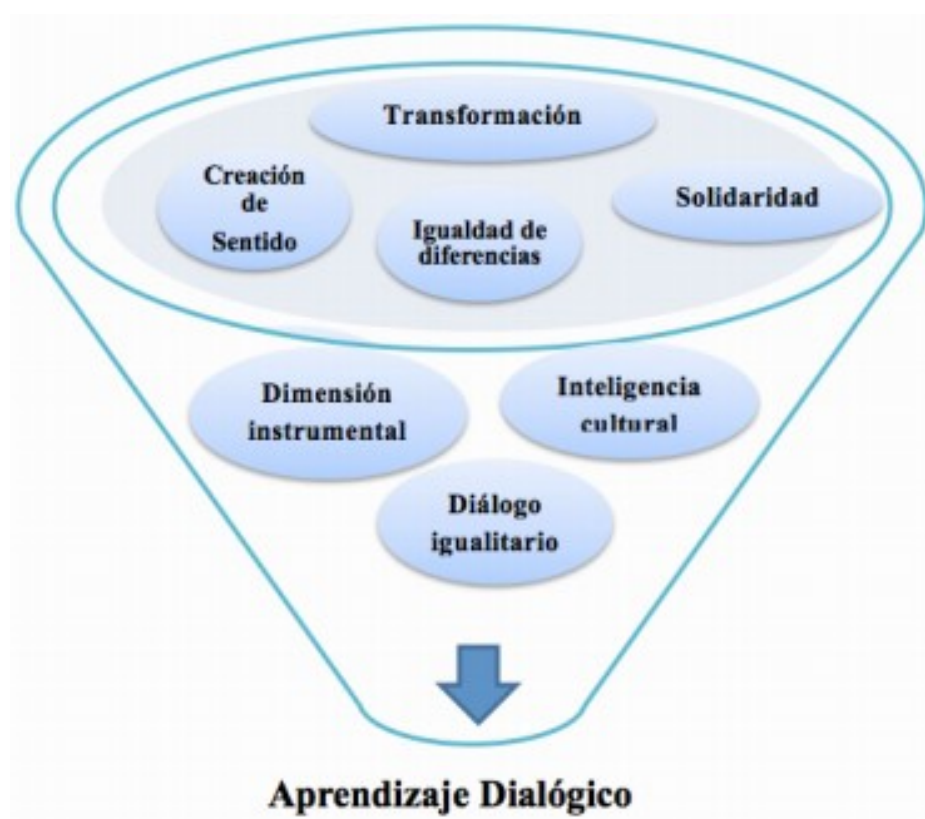 Transformación
Creación
de
Sentido
Igualdad de
diferencias
Solidaridad
Dimensión
instrumental
Inteligencia
cultural
Diálogo
igualitario
Aprendizaje Dialógico